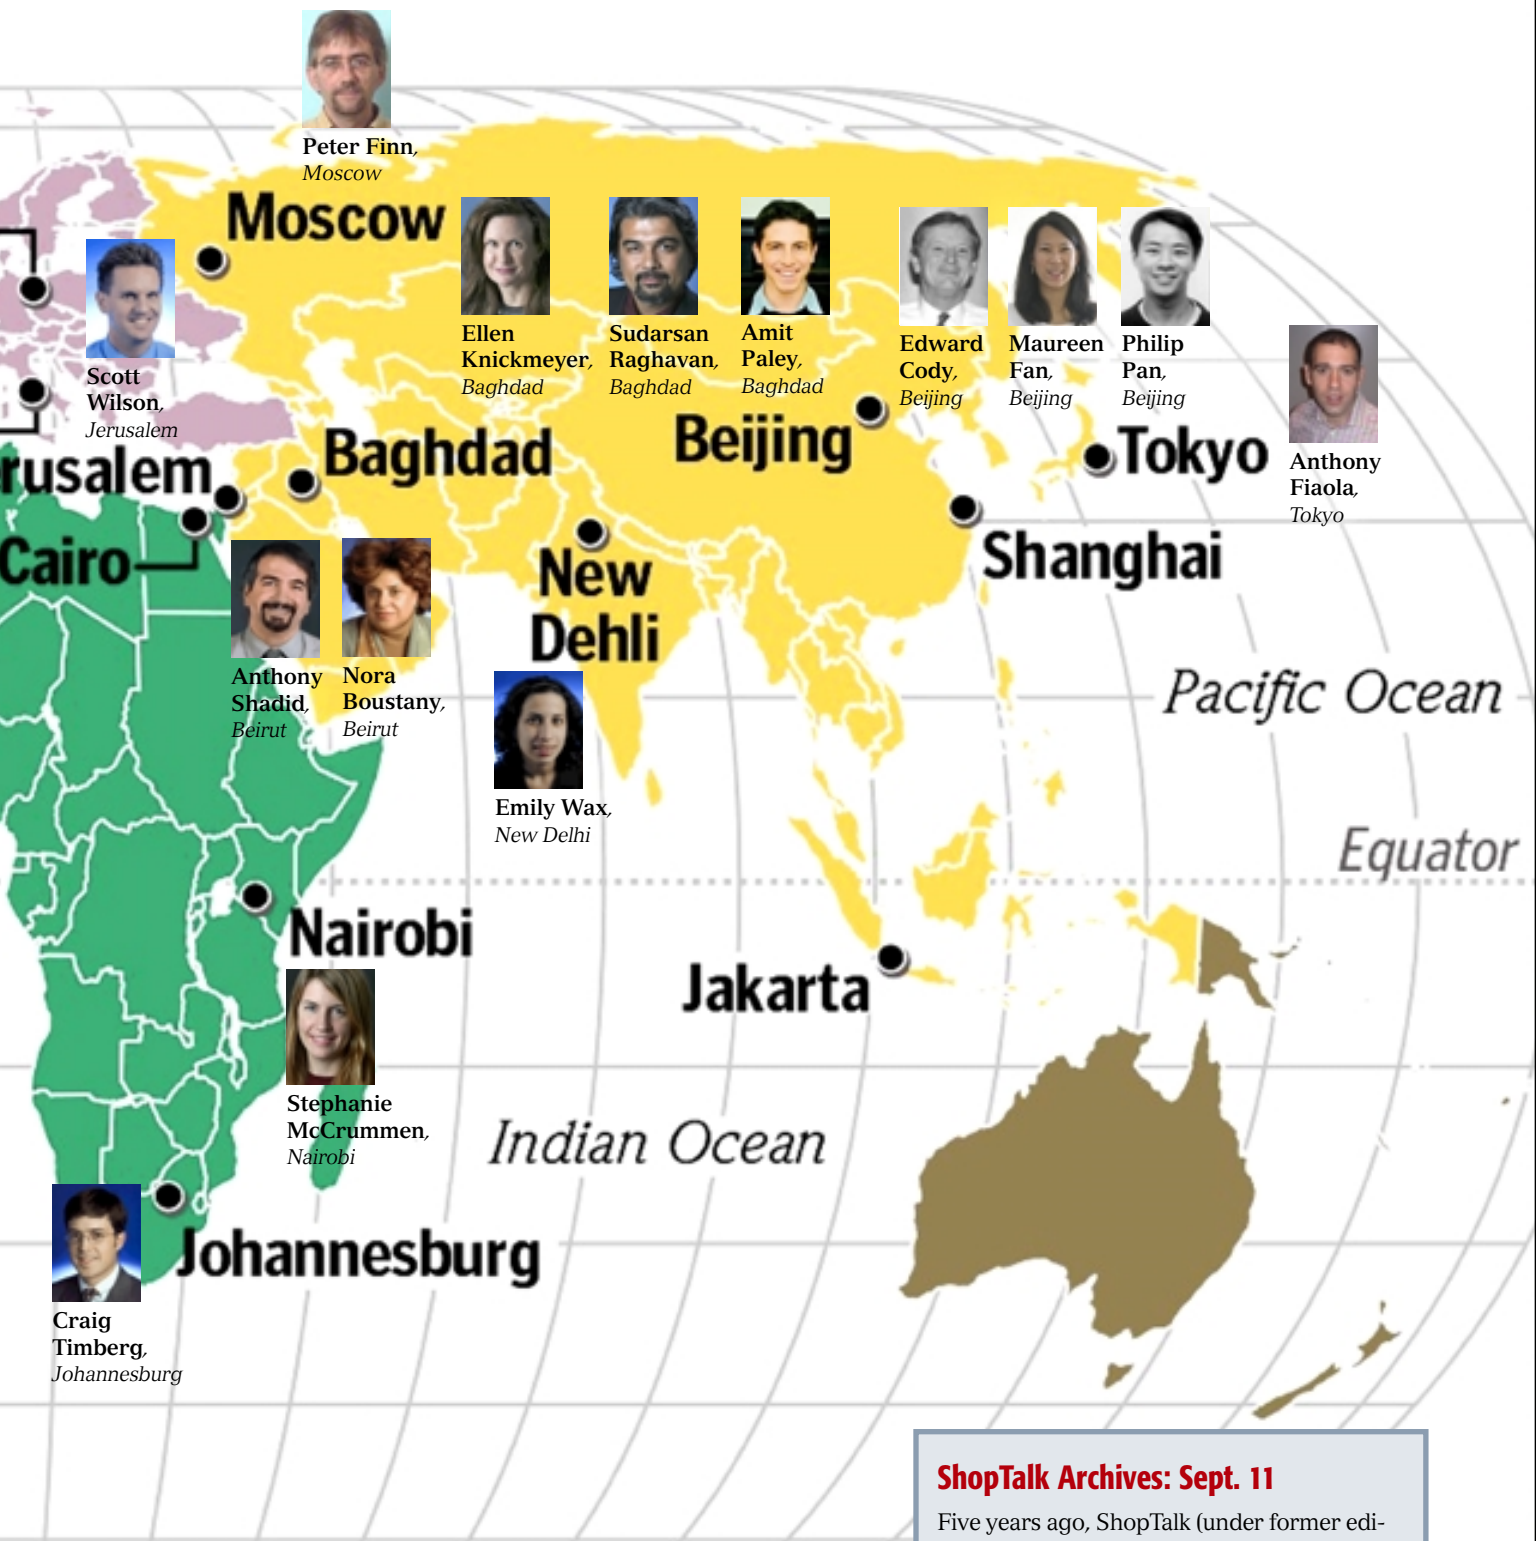 Peter Finn,
Moscow
Moscow
Scott
Wilson,
Jerusalem
Ellen
Knickmeyer,
Baghdad
Sudarsan
Raghavan,
Baghdad
Amit
Paley,
Baghdad
Edward
Cody,
Beijing
Maureen
Fan,
Beijing
Philip
Pan,
Beijing
Anthony
Fiaola,
Tokyo
rusalem
Baghdad
Beijing
Tokyo
Cairo
New
Dehli
Shanghai
Anthony
Shadid,
Beirut
Nora
Boustany,
Beirut
Emily Wax,
New Delhi
Pacific Ocean
Equator
Nairobi
Jakarta
Stephanie
McCrummen,
Nairobi
Indian Ocean
Johannesburg
Craig
Timberg,
Johannesburg
ShopTalk Archives: Sept. 11
Five years ago, ShopTalk (under former edi-